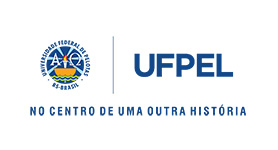 UNIVERSIDADE FEDERAL DE PELOTAS
RS-BRASIL
UFPEL
NO CENTRO DE UMA OUTRA HISTÓRIA